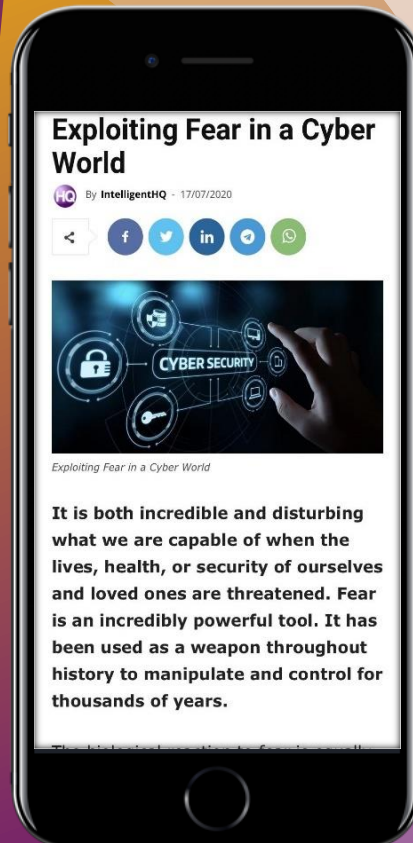 Exploiting Fear in a Cyber
World
HQ
By IntelligentHQ - 17/07/2020
f
in
CYBER SECURITY
Exploiting Fear in a Cyber World
It is both incredible and disturbing
what we are capable of when the
lives, health, or security of ourselves
and loved ones are threatened. Fear
is an incredibly powerful tool. It has
been used as a weapon throughout
history to manipulate and control for
thousands of years.